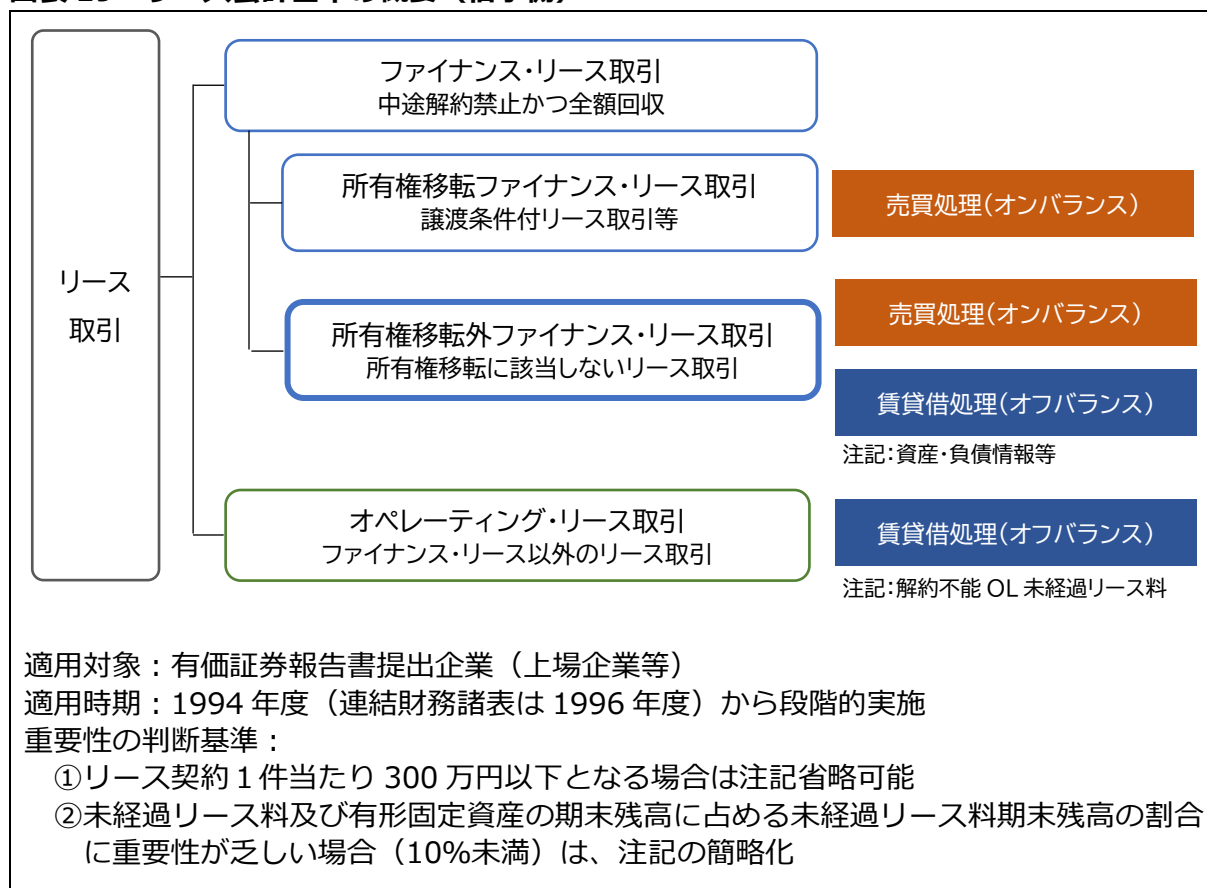 リース
取引
ファイナンス・リース取引
中途解約禁止かつ全額回収
所有権移転ファイナンス・リース取引
譲渡条件付リース取引等
売買処理(オンバランス)
所有権移転外ファイナンス・リース取引
所有権移転に該当しないリース取引
売買処理(オンバランス)
賃貸借処理(オフバランス)
注記:資産・負債情報等
オペレーティング・リース取引
ファイナンス・リース以外のリース取引
賃貸借処理(オフバランス)
注記:解約不能 OL 未経過リース料
適用対象:有価証券報告書提出企業(上場企業等)
適用時期:1994 年度(連結財務諸表は 1996 年度)から段階的実施
重要性の判断基準:
①リース契約1件当たり 300 万円以下となる場合は注記省略可能
②未経過リース料及び有形固定資産の期末残高に占める未経過リース料期末残高の割合
に重要性が乏しい場合(10%未満)は、注記の簡略化